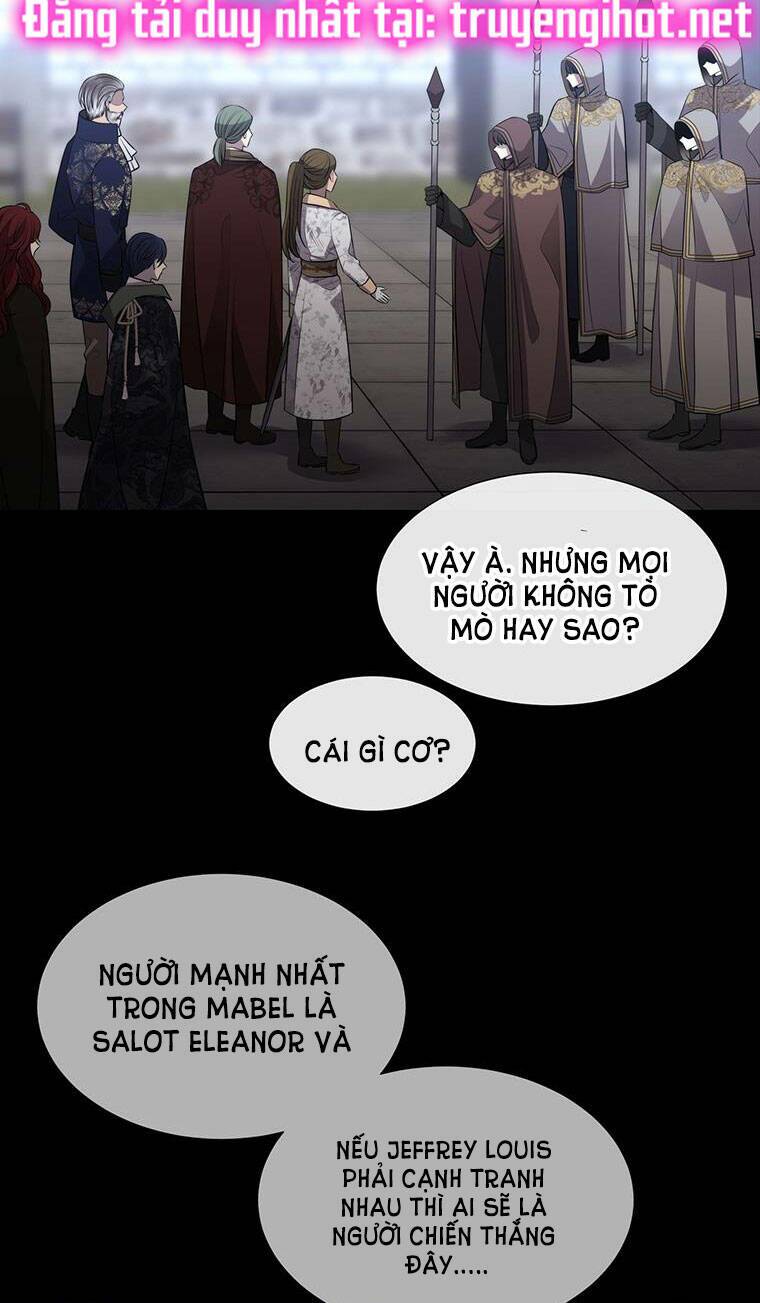 Đăng tải duy nhất tại: truyengihot.net
VẬY À. NHƯNG MỌI
NGƯỜI KHÔNG TÒ
MÒ HAY SAO?
CÁI GÌ CƠ?
NGƯỜI MẠNH NHẤT
TRONG MABEL LÀ
SALOT ELEANOR VÀ
NẾU JEFFREY LOUIS
PHẢI CẠNH TRANH
NHAU THÌ AI SẼ LÀ
NGƯỜI CHIẾN THẮNG
ĐÂY.....